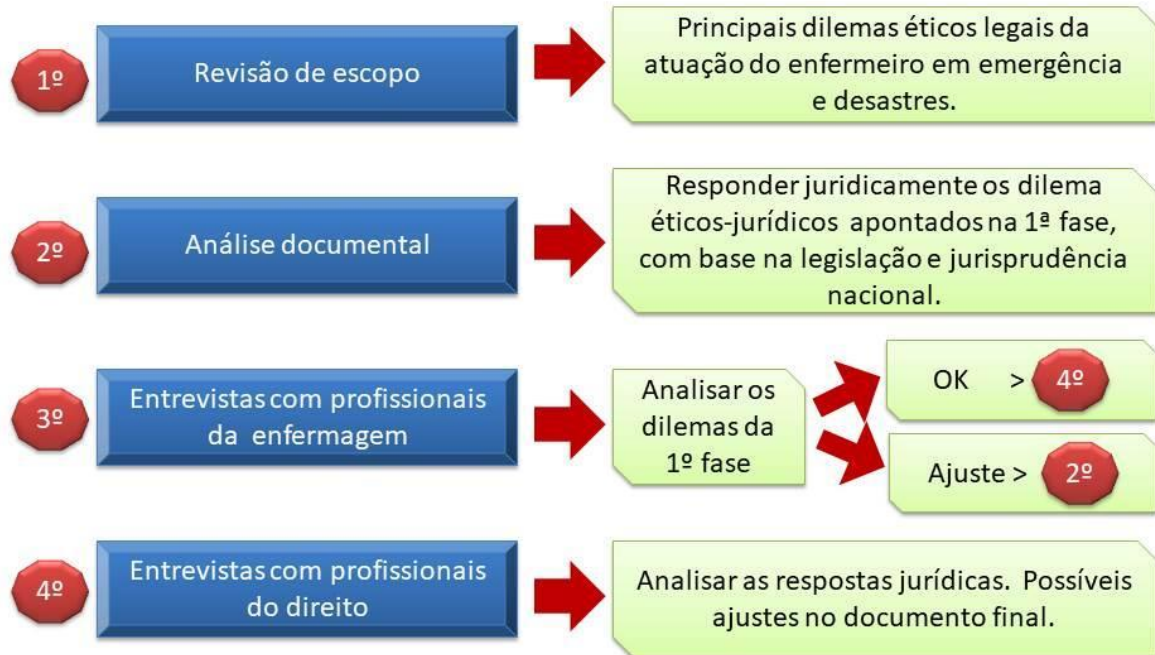 1º
Revisão de escopo
Principais dilemas éticos legais da
atuação do enfermeiro em emergência
e desastres.
2º
Análise documental
Responder juridicamente os dilema
éticos-jurídicos apontados na 1ª fase,
com base na legislação e jurisprudência
nacional.
3º
Entrevistas com profissionais
da enfermagem
Analisar os
dilemas da
1º fase
OK > 4º
Ajuste > 2º
4º
Entrevistas com profissionais
do direito
Analisar as respostas jurídicas. Possíveis
ajustes no documento final.